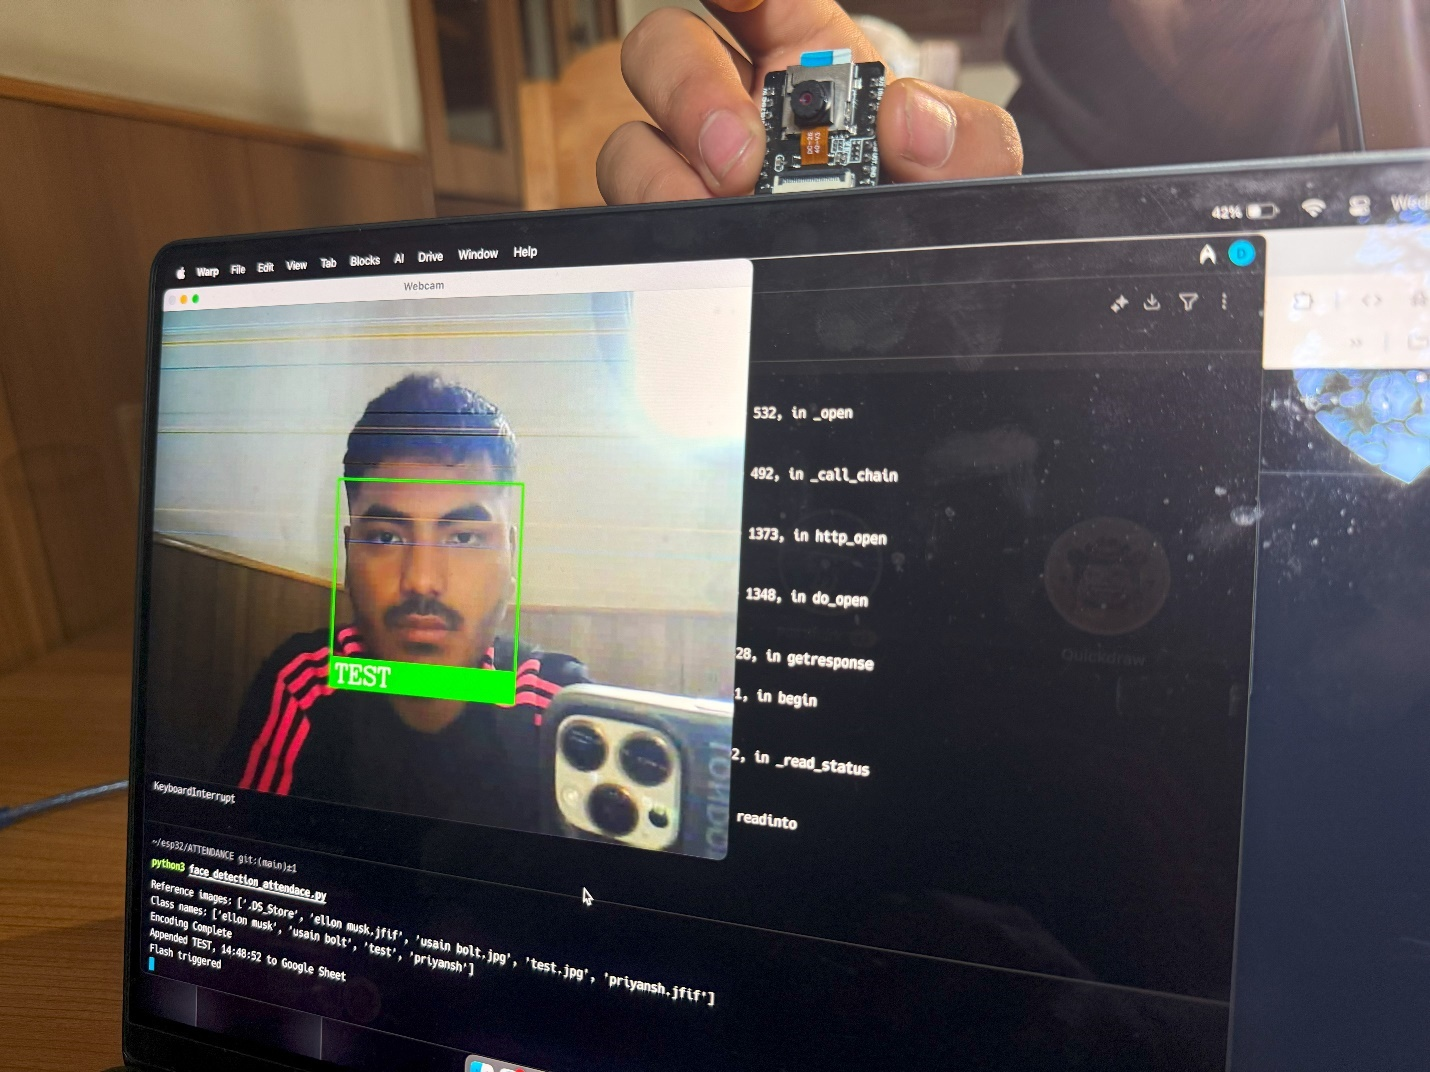 42%
Wed
Warp File Edit View Tab Blocks AI Drive Window Help
D
Webcam
532, in _open
492, in _call_chain
1373, in http_open
1348, in do_open
28, in getresponse
1, in begin
2, in _read_status
readinto
Quickdraw
TEST
KeyboardInterrupt
~/esp32/ATTENDANCE git:(main)±1
python3 face_detection_attendace.py
Reference images: ['.DS_Store', 'ellon musk.jfif', 'usain bolt.jpg', 'test.jpg', 'priyansh.jfif']
Class names: ['ellon musk', 'usain bolt', 'test', 'priyansh']
Encoding Complete
Appended TEST, 14:48:52 to Google Sheet
Flash triggered